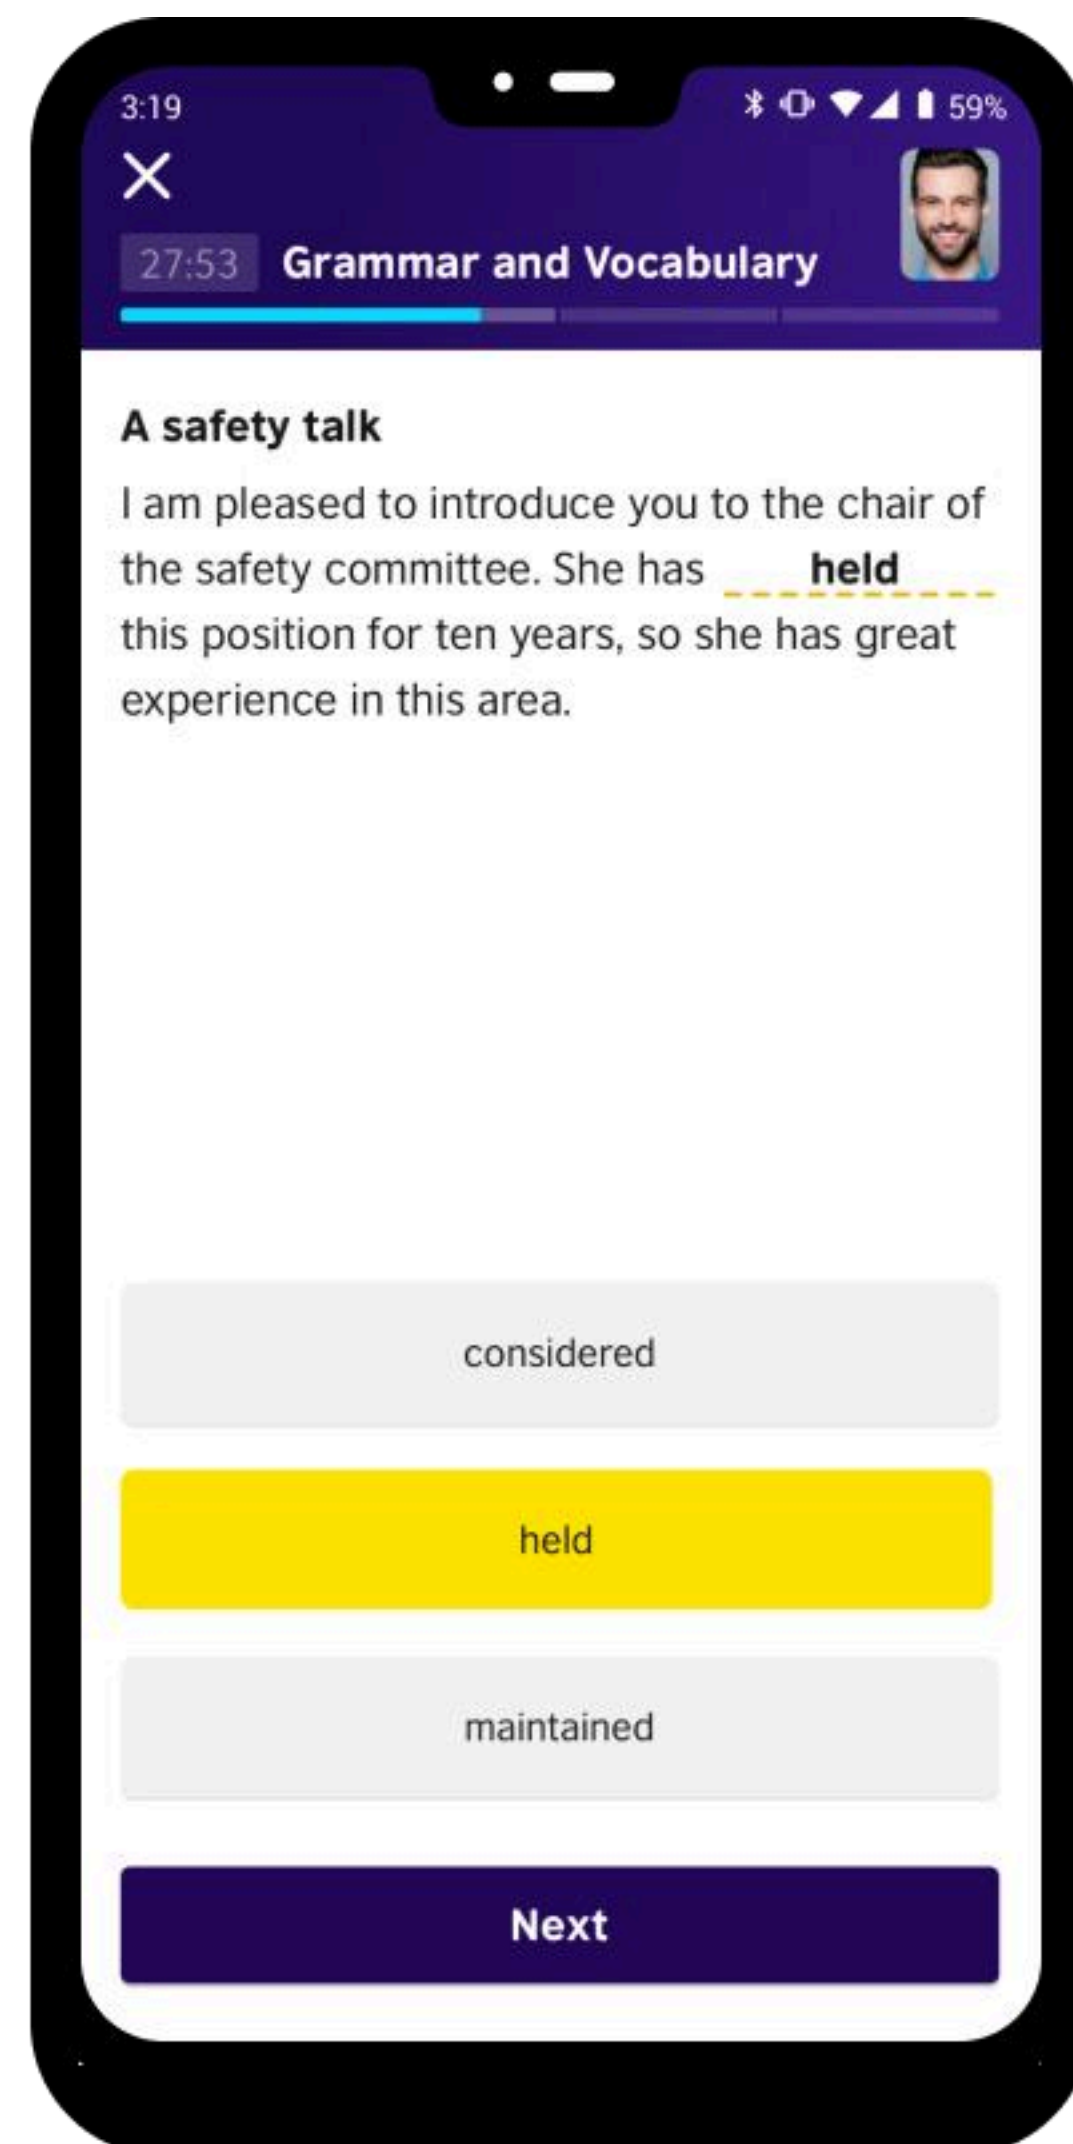 3:19 59%
27:53 Grammar and Vocabulary
A safety talk
I am pleased to introduce you to the chair of
the safety committee. She has held
this position for ten years, so she has great
experience in this area.
considered
held
maintained
Next